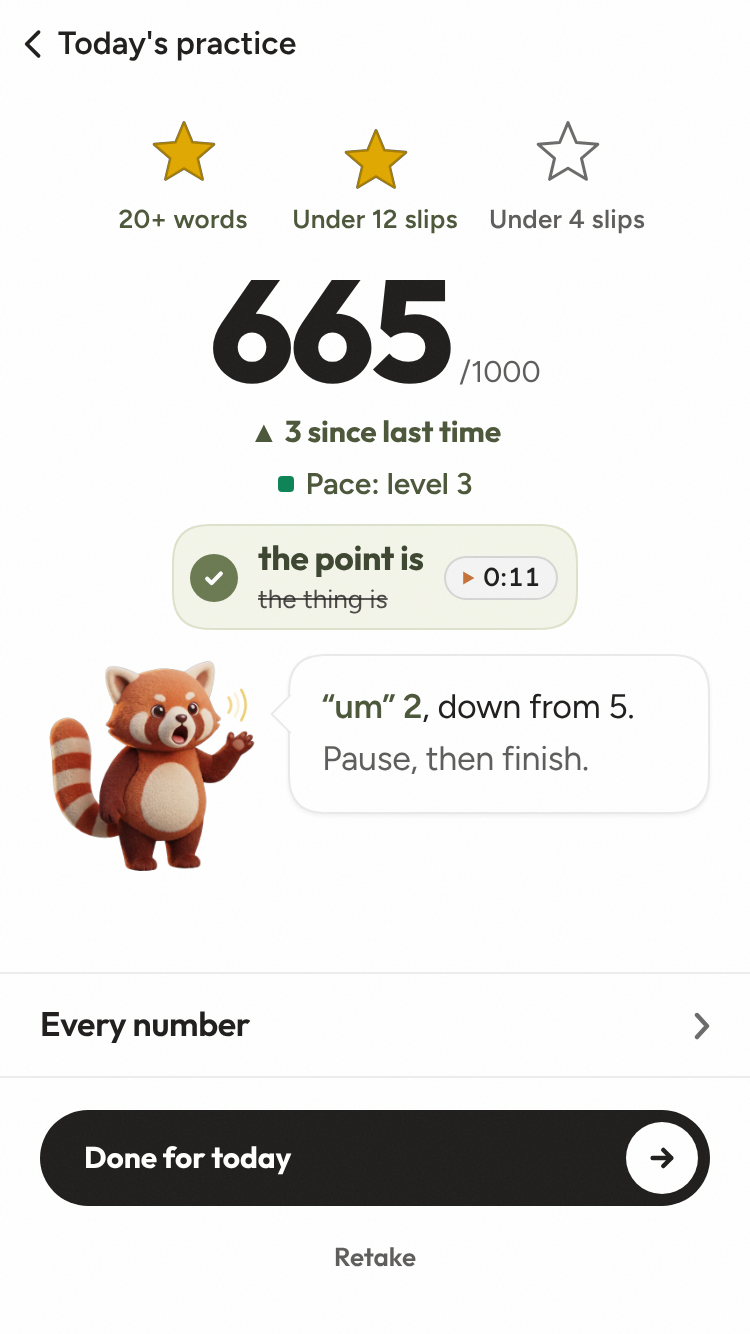 Today's practice
20+ words
Under 12 slips
Under 4 slips
665/1000
▲ 3 since last time
Pace: level 3
the point is
the thing is
0:11
“um” 2, down from 5.
Pause, then finish.
Every number
Done for today
Retake